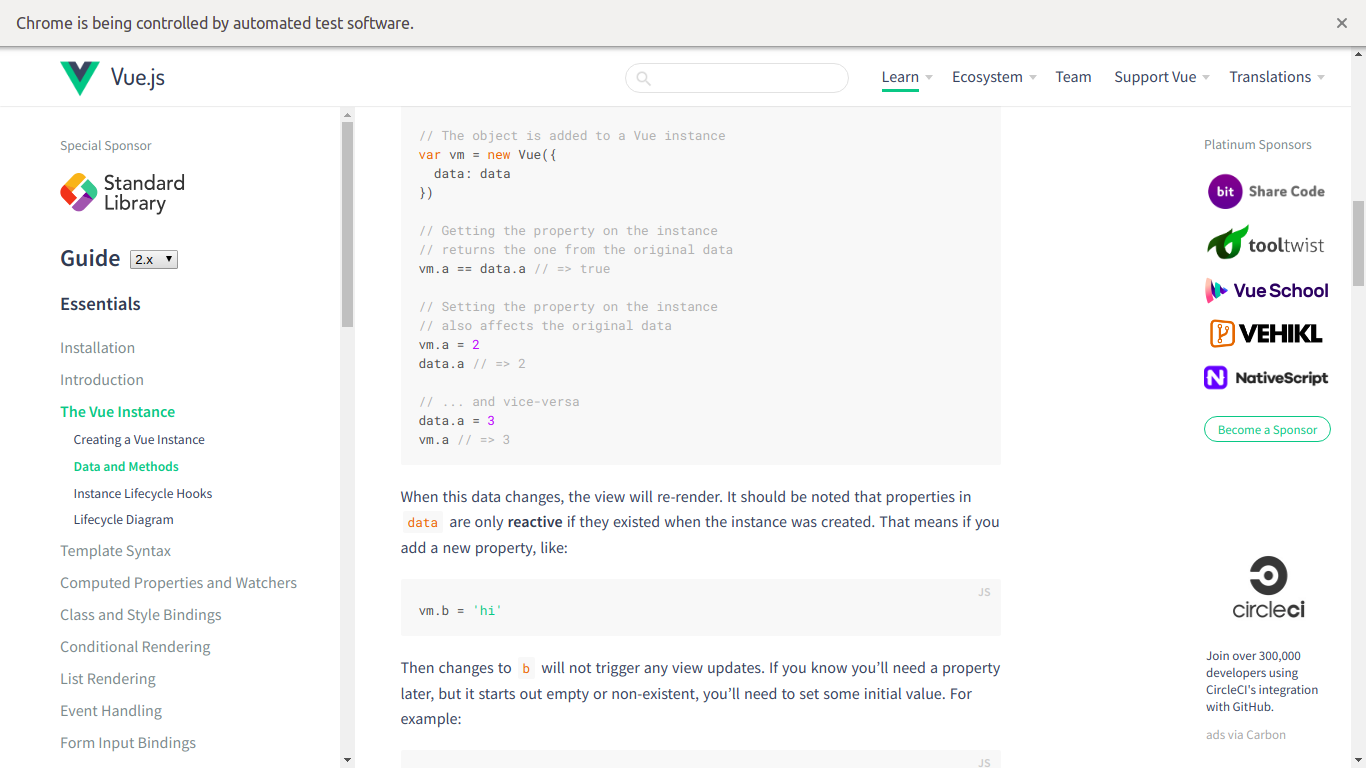 Chrome is being controlled by automated test software.
Vue.js
Learn
Ecosystem
Team
Support Vue
Translations
Special Sponsor
Standard
Library
Guide 2.x
Essentials
Installation
Introduction
The Vue Instance
Creating a Vue Instance
Data and Methods
Instance Lifecycle Hooks
Lifecycle Diagram
Template Syntax
Computed Properties and Watchers
Class and Style Bindings
Conditional Rendering
List Rendering
Event Handling
Form Input Bindings
// The object is added to a Vue instance
var vm = new Vue({
  data: data
})
// Getting the property on the instance
// returns the one from the original data
vm.a == data.a // => true
// Setting the property on the instance
// also affects the original data
vm.a = 2
data.a // => 2
// ... and vice-versa
data.a = 3
vm.a // => 3
When this data changes, the view will re-render. It should be noted that properties in
data are only reactive if they existed when the instance was created. That means if you
add a new property, like:
JS
vm.b = 'hi'
Then changes to b will not trigger any view updates. If you know you’ll need a property
later, but it starts out empty or non-existent, you’ll need to set some initial value. For
example:
JS
Platinum Sponsors
bit Share Code
tooltwist
Vue School
VEHIKL
NativeScript
Become a Sponsor
circleci
Join over 300,000
developers using
CircleCI's integration
with GitHub.
ads via Carbon